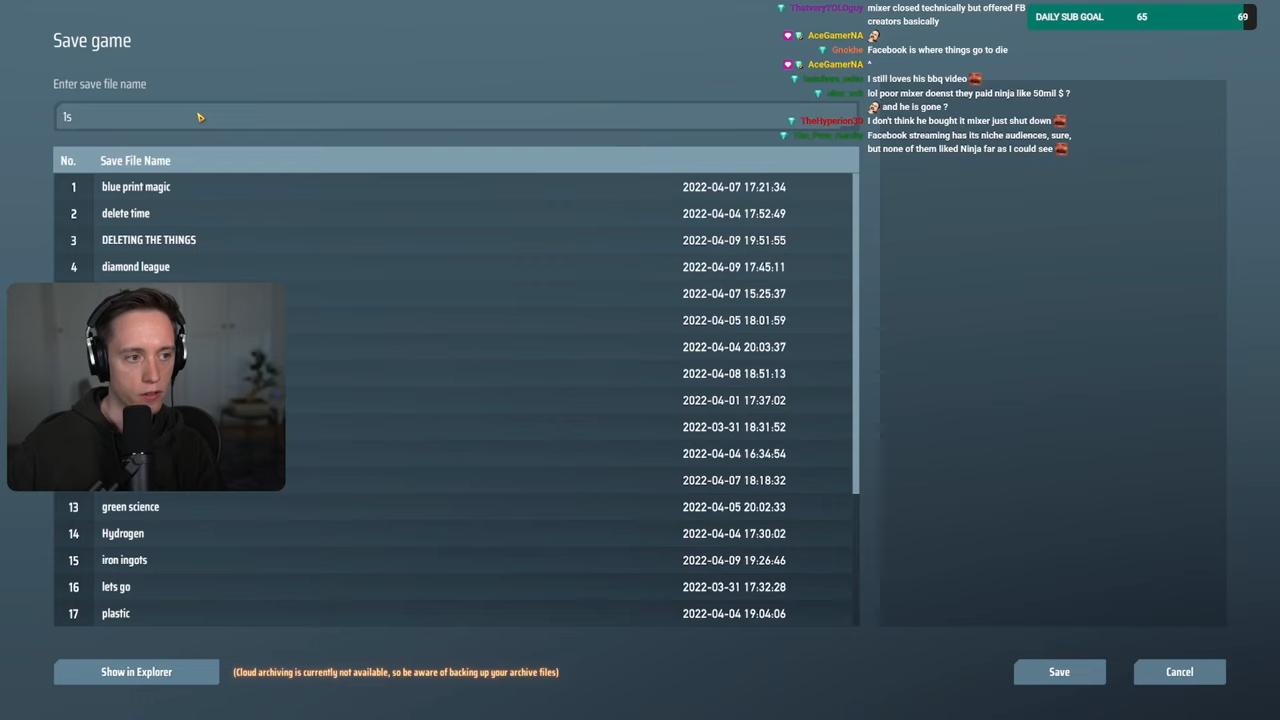 Save game
Enter save file name
1s
No. Save File Name
1 blue print magic 2022-04-07 17:21:34
2 delete time 2022-04-04 17:52:49
3 DELETING THE THINGS 2022-04-09 19:51:55
4 diamond league 2022-04-09 17:45:11
2022-04-07 15:25:37
2022-04-05 18:01:59
2022-04-04 20:03:37
2022-04-08 18:51:13
2022-04-01 17:37:02
2022-03-31 18:31:52
2022-04-04 16:34:54
2022-04-07 18:18:32
13 green science 2022-04-05 20:02:33
14 Hydrogen 2022-04-04 17:30:02
15 iron ingots 2022-04-09 19:26:46
16 lets go 2022-03-31 17:32:28
17 plastic 2022-04-04 19:04:06
Show in Explorer
(Cloud archiving is currently not available, so be aware of backing up your archive files)
Save
Cancel
ThatveryYOLOguy mixer closed technically but offered FB
creators basically
AceGamerNA
Gnokhe Facebook is where things go to die
AceGamerNA ^
I still loves his bbq video
lol poor mixer doenst they paid ninja like 50mil $ ?
and he is gone ?
TheHyperion30 I don't think he bought it mixer just shut down
Facebook streaming has its niche audiences, sure,
but none of them liked Ninja far as I could see
DAILY SUB GOAL 65 69